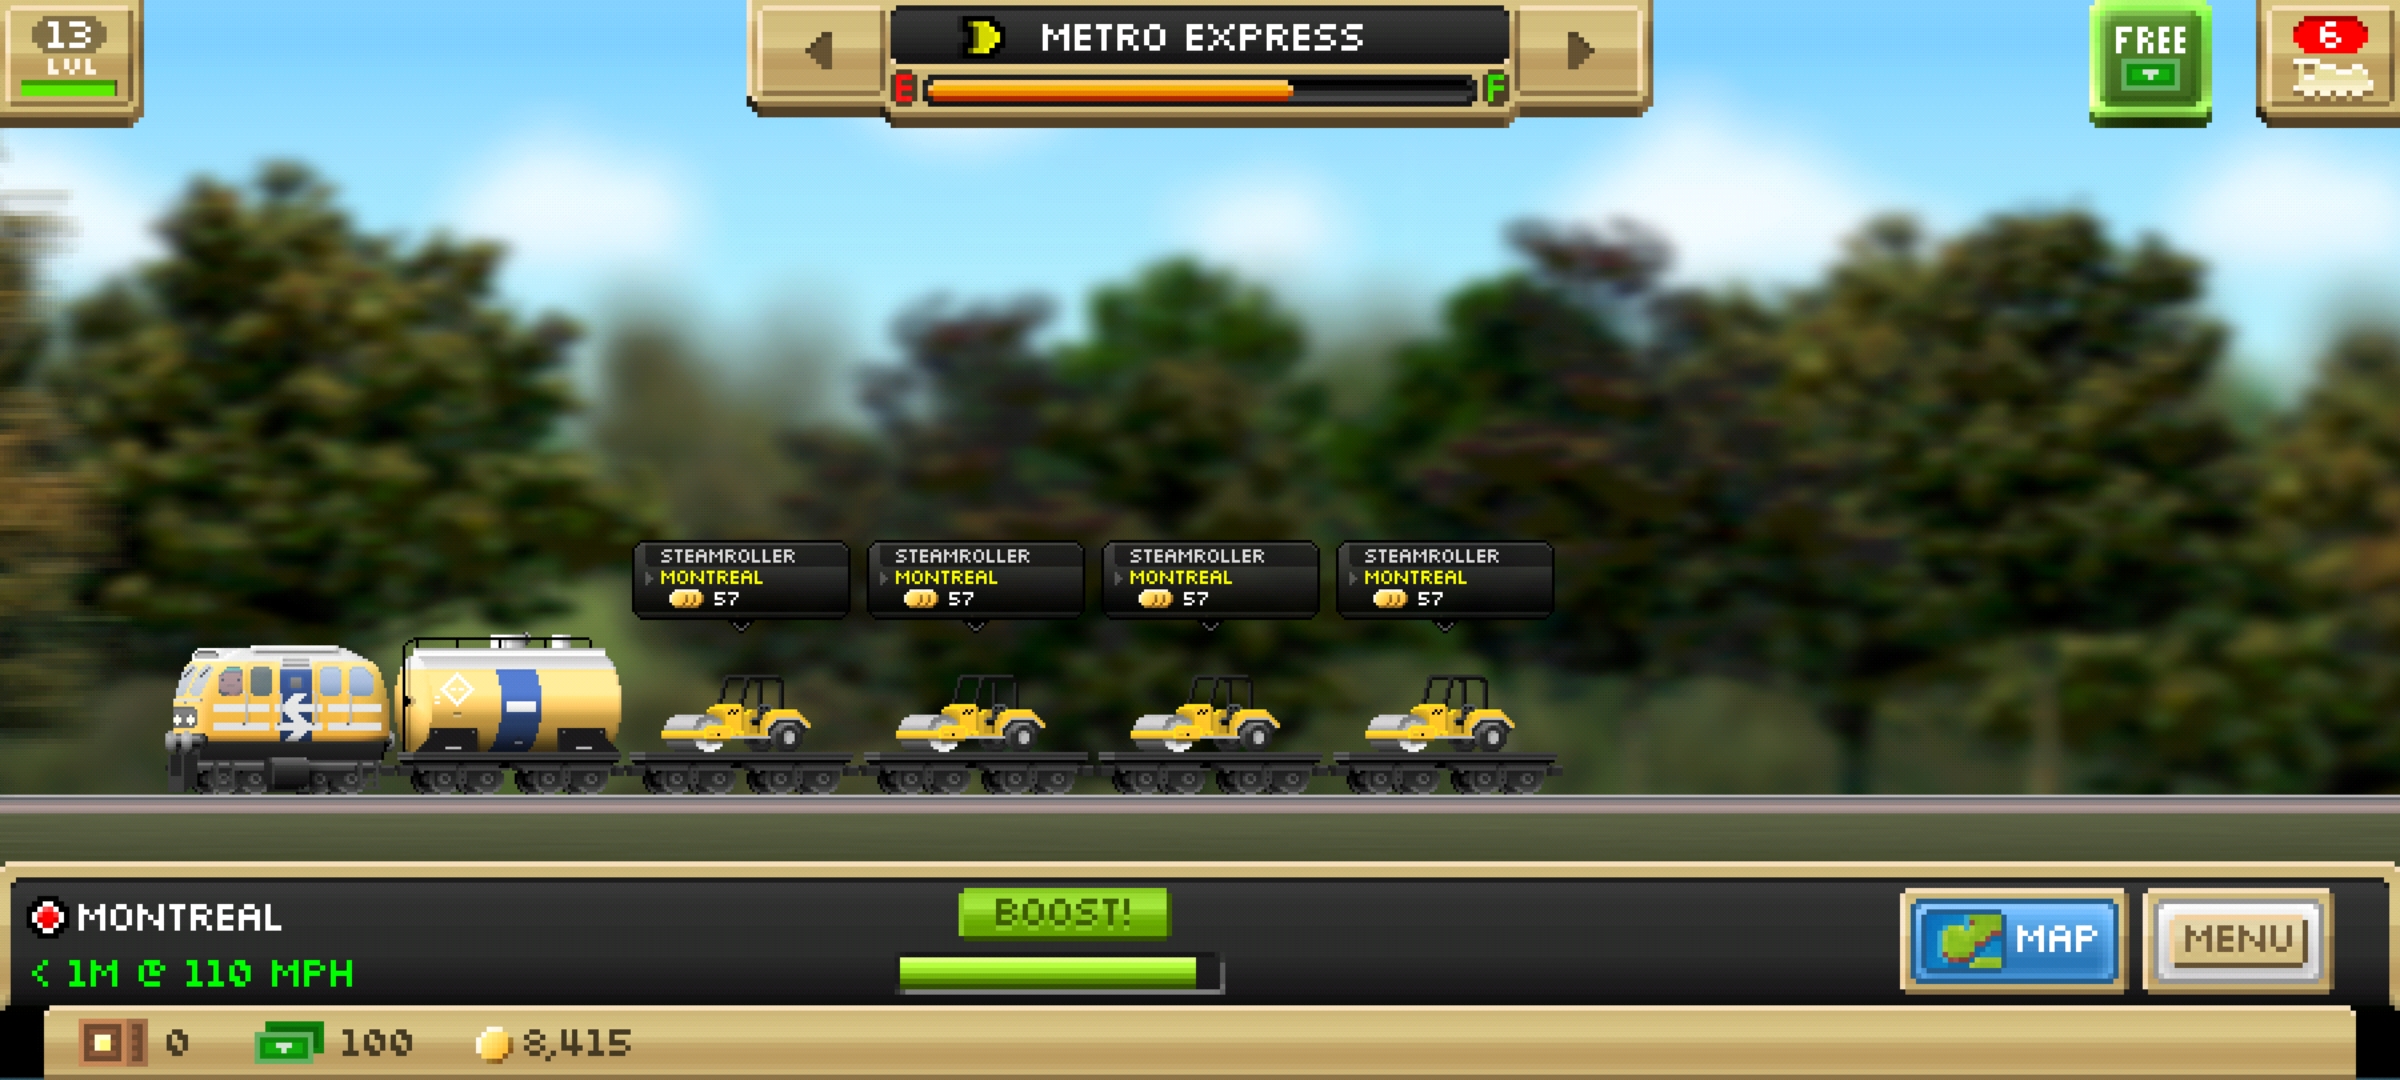 13
LVL
METRO EXPRESS
E F
FREE
6
STEAMROLLER
MONTREAL
57
STEAMROLLER
MONTREAL
57
STEAMROLLER
MONTREAL
57
STEAMROLLER
MONTREAL
57
MONTREAL
< 1M @ 110 MPH
BOOST!
MAP
MENU
0
100
8,415